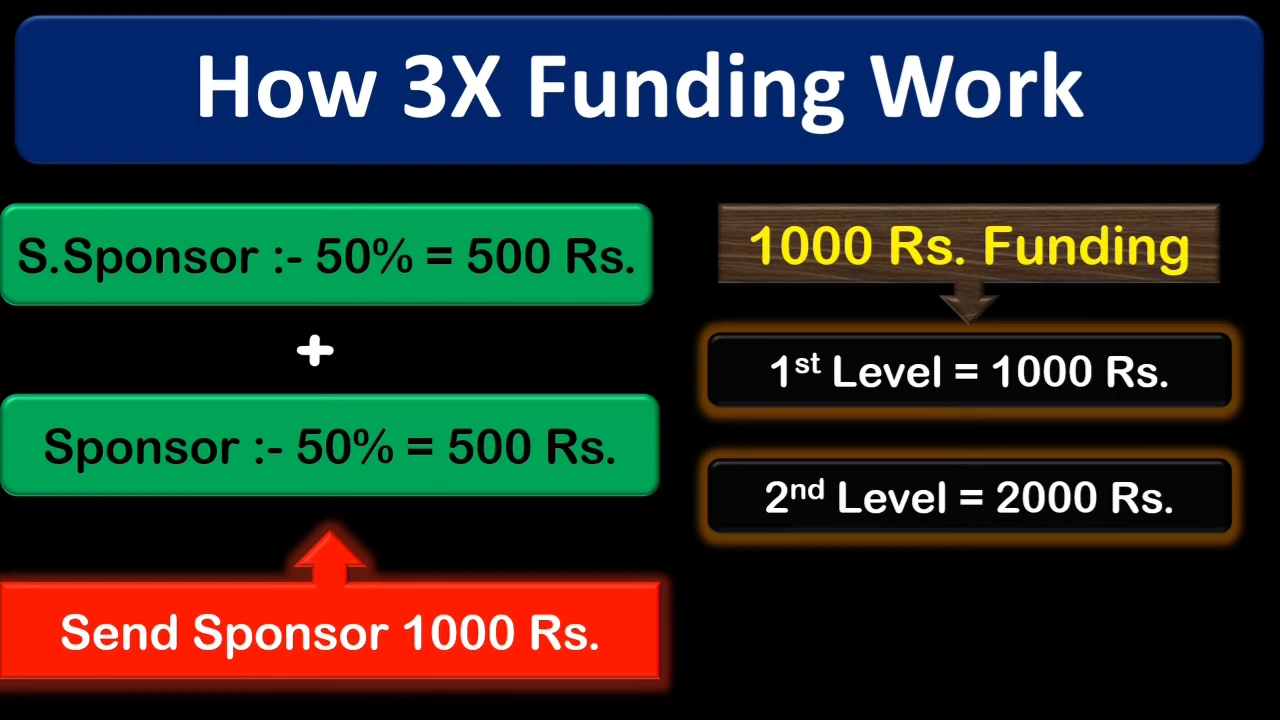 How 3X Funding Work
S.Sponsor :- 50% = 500 Rs.
+
Sponsor :- 50% = 500 Rs.
Send Sponsor 1000 Rs.
1000 Rs. Funding
1st Level = 1000 Rs.
2nd Level = 2000 Rs.